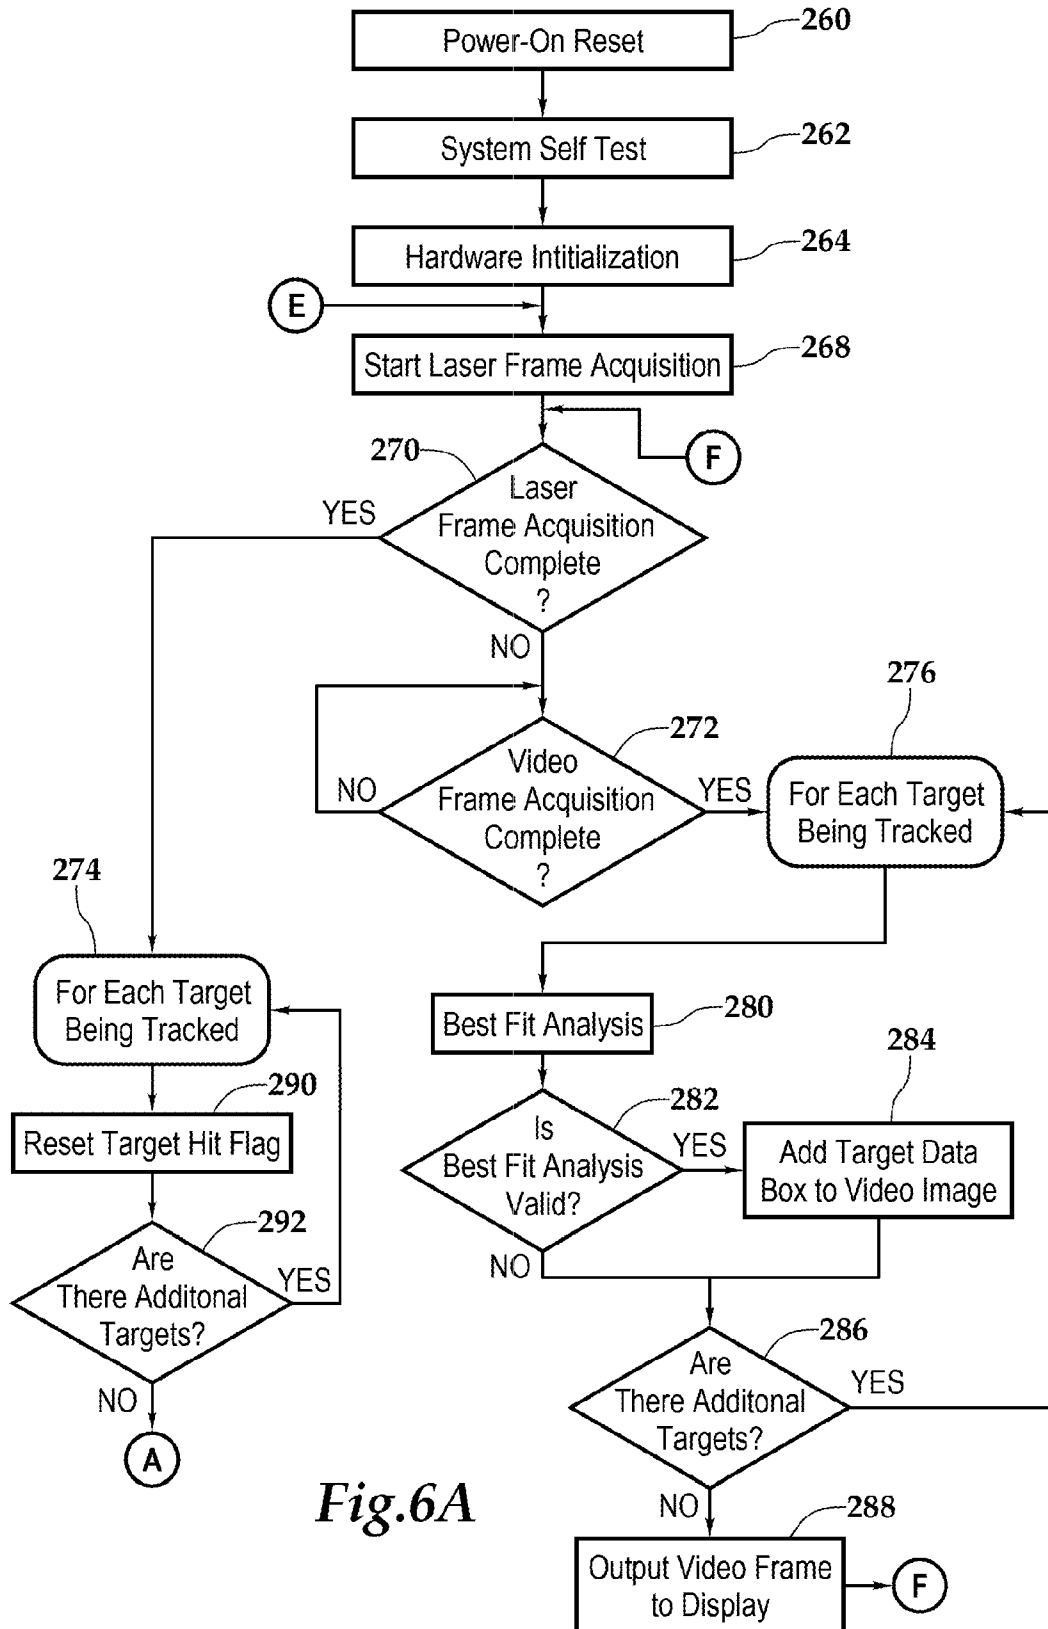 Power-On Reset
260
System Self Test
262
Hardware Intitialization
264
E
Start Laser Frame Acquisition
268
F
270
Laser
Frame Acquisition
Complete
?
YES
NO
272
Video
Frame Acquisition
Complete
?
NO
YES
276
For Each Target
Being Tracked
274
For Each Target
Being Tracked
290
Reset Target Hit Flag
292
Are
There Additonal
Targets?
YES
NO
A
Best Fit Analysis
280
282
Is
Best Fit Analysis
Valid?
YES
NO
284
Add Target Data
Box to Video Image
286
Are
There Additonal
Targets?
YES
NO
288
Output Video Frame
to Display
F
Fig.6A